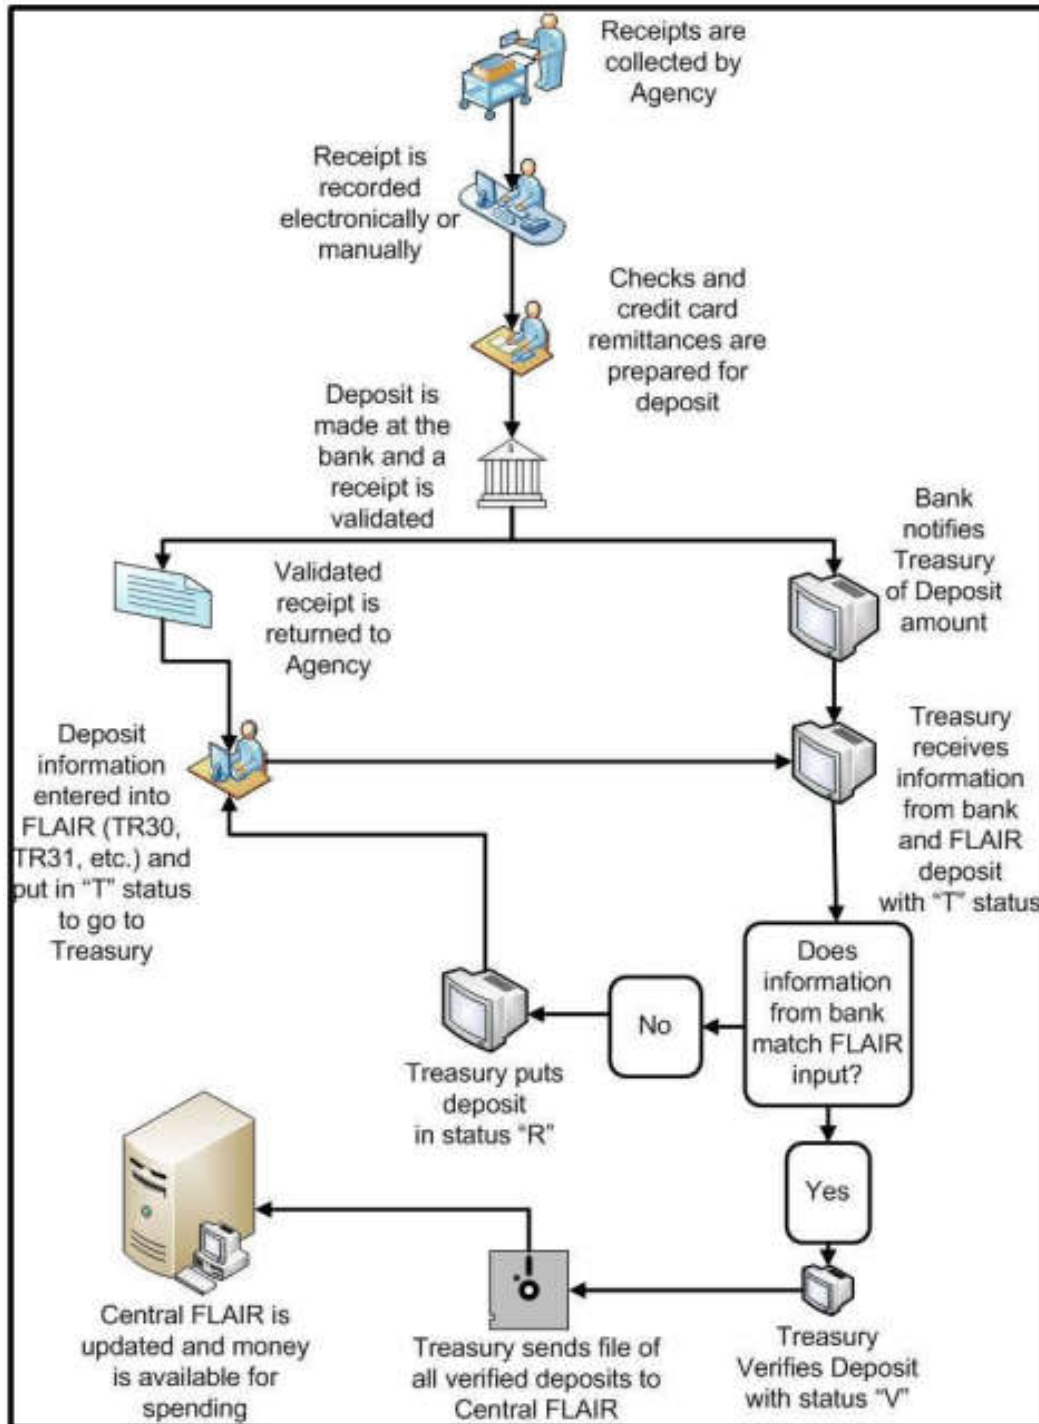 Receipts are
collected by
Agency
Receipt is
recorded
electronically or
manually
Checks and
credit card
remittances are
prepared for
deposit
Deposit is
made at the
bank and a
receipt is
validated
Bank
notifies
Treasury
of Deposit
amount
Validated
receipt is
returned to
Agency
Treasury
receives
information
from bank
and FLAIR
deposit
with “T” status
Deposit
information
entered into
FLAIR (TR30,
TR31, etc.) and
put in “T” status
to go to
Treasury
Does
information
from bank
match FLAIR
input?
No
Treasury puts
deposit
in status “R”
Yes
Treasury
Verifies Deposit
with status “V”
Treasury sends file of
all verified deposits to
Central FLAIR
Central FLAIR is
updated and money
is available for
spending